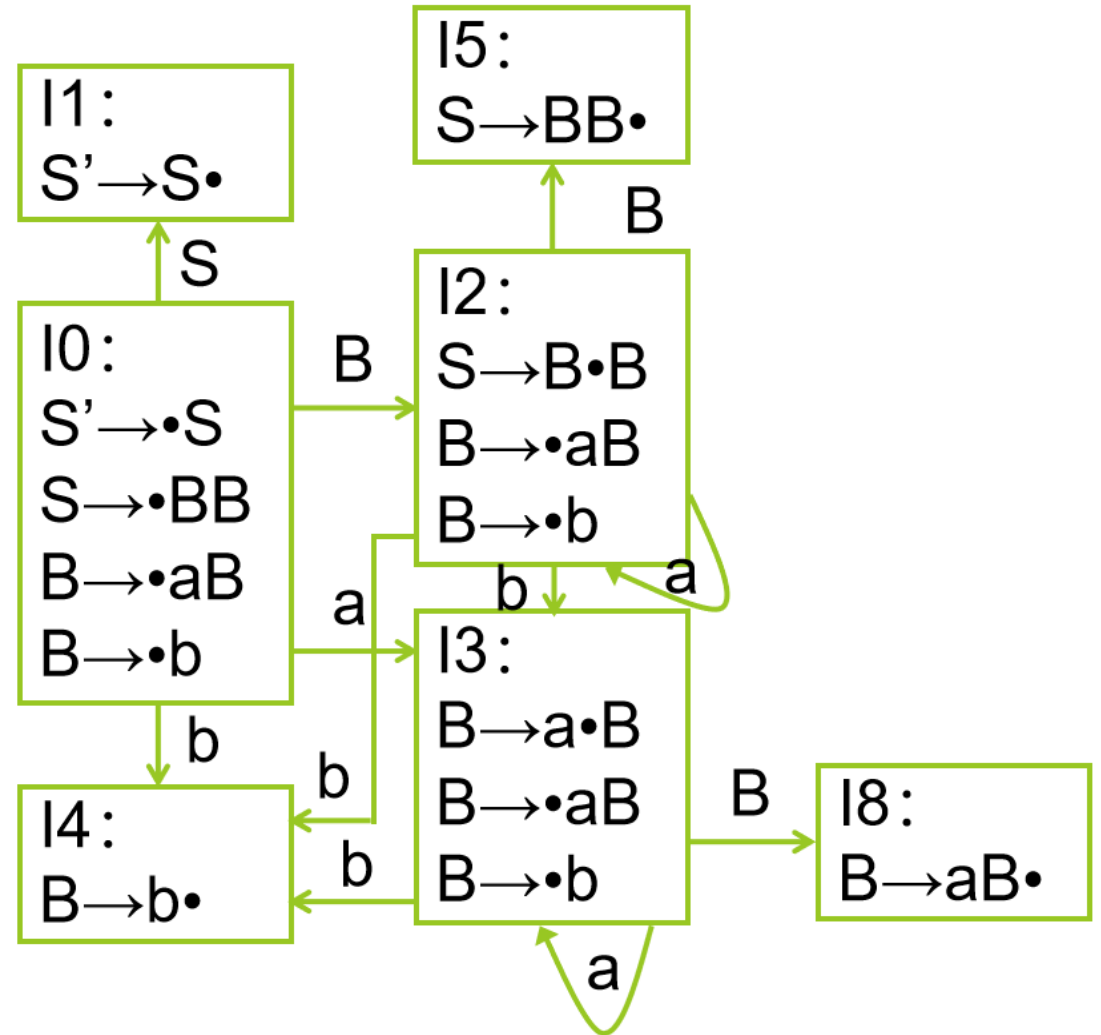 I5:
S→BB•
I1:
S’→S•
B
S
I2:
S→B•B
B→•aB
B→•b
I0:
S’→•S
S→•BB
B→•aB
B→•b
B
a
b
a
I3:
B→a•B
B→•aB
B→•b
b
b
b
I4:
B→b•
B
I8:
B→aB•
a